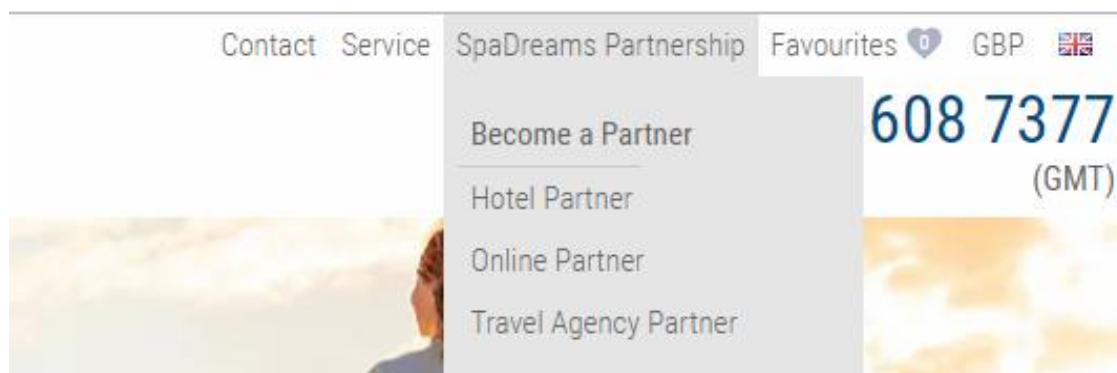 Contact Service SpaDreams Partnership Favourites 0 GBP
Become a Partner
608 7377
(GMT)
Hotel Partner
Online Partner
Travel Agency Partner